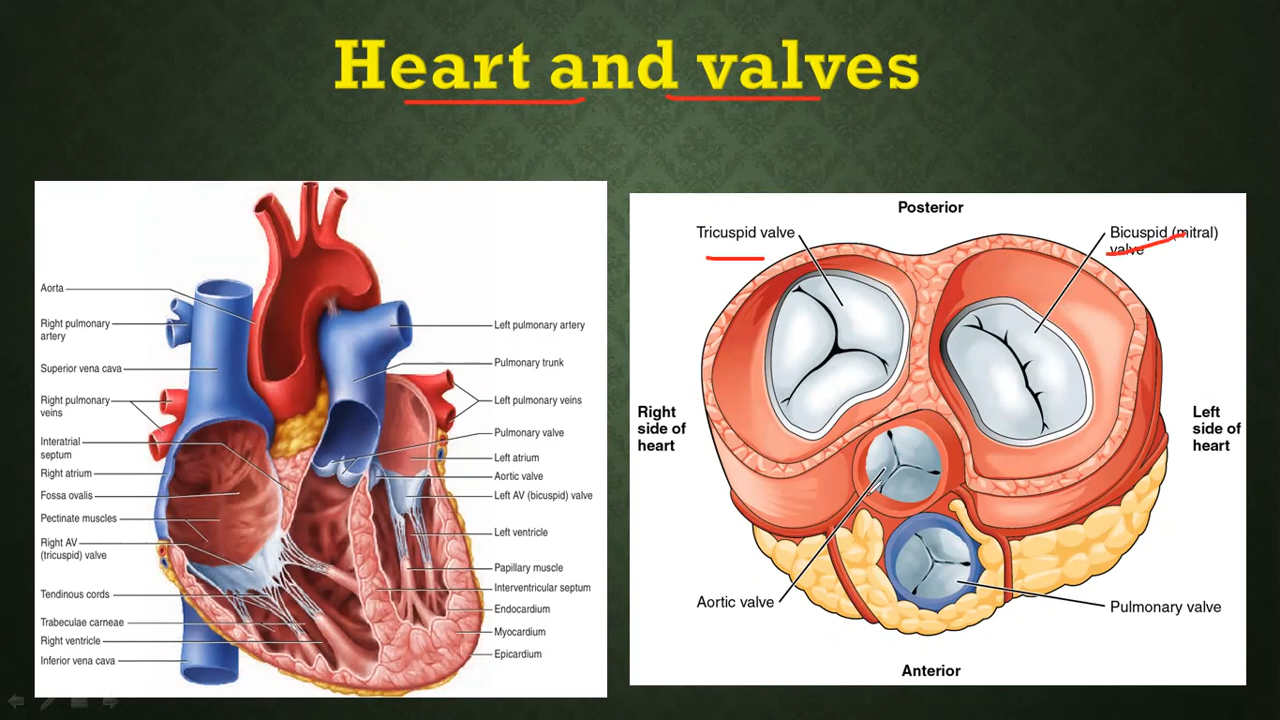 Heart and valves
Aorta
Right pulmonary
artery
Superior vena cava
Right pulmonary
veins
Interatrial
septum
Right atrium
Fossa ovalis
Pectinate muscles
Right AV
(tricuspid) valve
Tendinous cords
Trabeculae carneae
Right ventricle
Inferior vena cava
Left pulmonary artery
Pulmonary trunk
Left pulmonary veins
Pulmonary valve
Left atrium
Aortic valve
Left AV (bicuspid) valve
Left ventricle
Papillary muscle
Interventricular septum
Endocardium
Myocardium
Epicardium
Posterior
Tricuspid valve
Bicuspid (mitral)
valve
Right
side of
heart
Left
side of
heart
Aortic valve
Pulmonary valve
Anterior